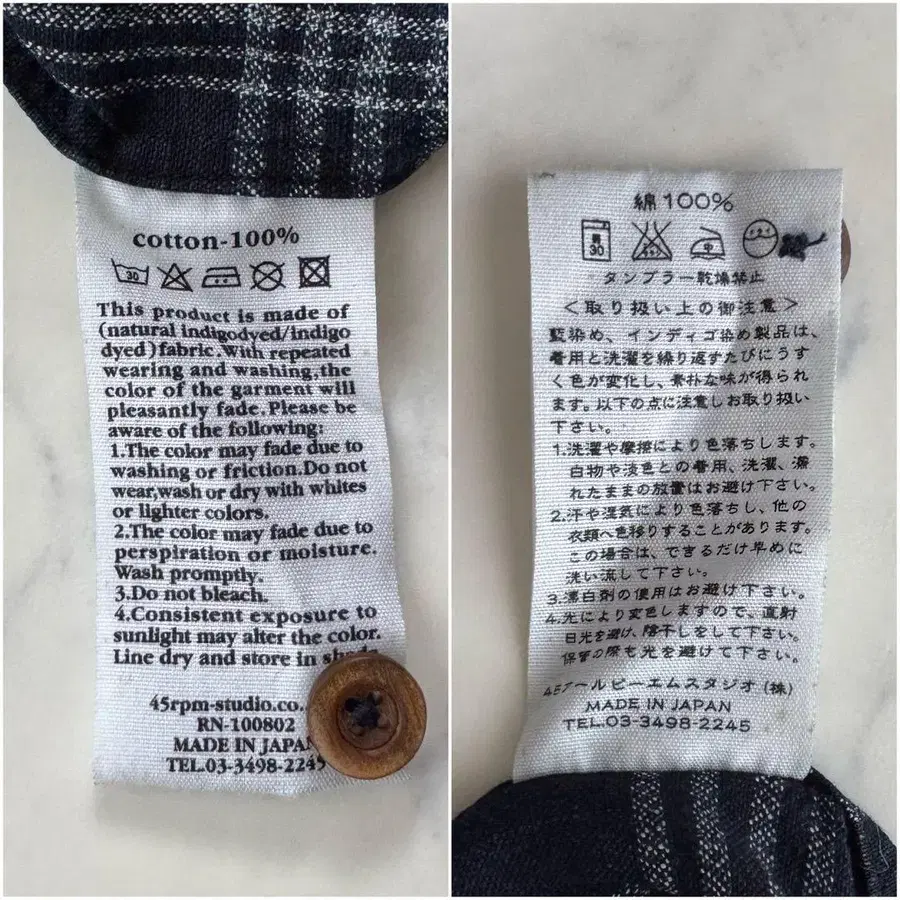 cotton-100%
30
This product is made of
(natural indigodyed/indigo
dyed)fabric.With repeated
wearing and washing,the
color of the garment will
pleasantly fade.Please be
aware of the following:
1.The color may fade due to
washing or friction.Do not
wear,wash or dry with whites
or lighter colors.
2.The color may fade due to
perspiration or moisture.
Wash promptly.
3.Do not bleach.
4.Consistent exposure to
sunlight may alter the color.
Line dry and store in
45rpm-studio.co.
RN-100802
MADE IN JAPAN
TEL.03-3498-2245
綿100%
30
タンブラー乾燥禁止
<取り扱い上の御注意>
藍染め、インディゴ染め製品は、
着用と洗濯を繰り返すたびにうす
く色が変化し、素朴な味が得られ
ます。以下の点に注意しお取り扱い
下さい。
1.洗濯や摩擦により色落ちします。
白物や淡色との着用、洗濯、濡
れたままの放置はお避け下さい。
2.汗や湿気により色落ちし、他の
衣類へ色移りすることがあります。
この場合は、できるだけ早めに
洗い流して下さい。
3.漂白剤の使用はお避け下さい。
4.光により変色しますので、直射
日光を避け、陰干しをして下さい。
保管の際も光を避けて下さい。
45アールピーエムスタジオ(株)
MADE IN JAPAN
TEL.03-3498-2245